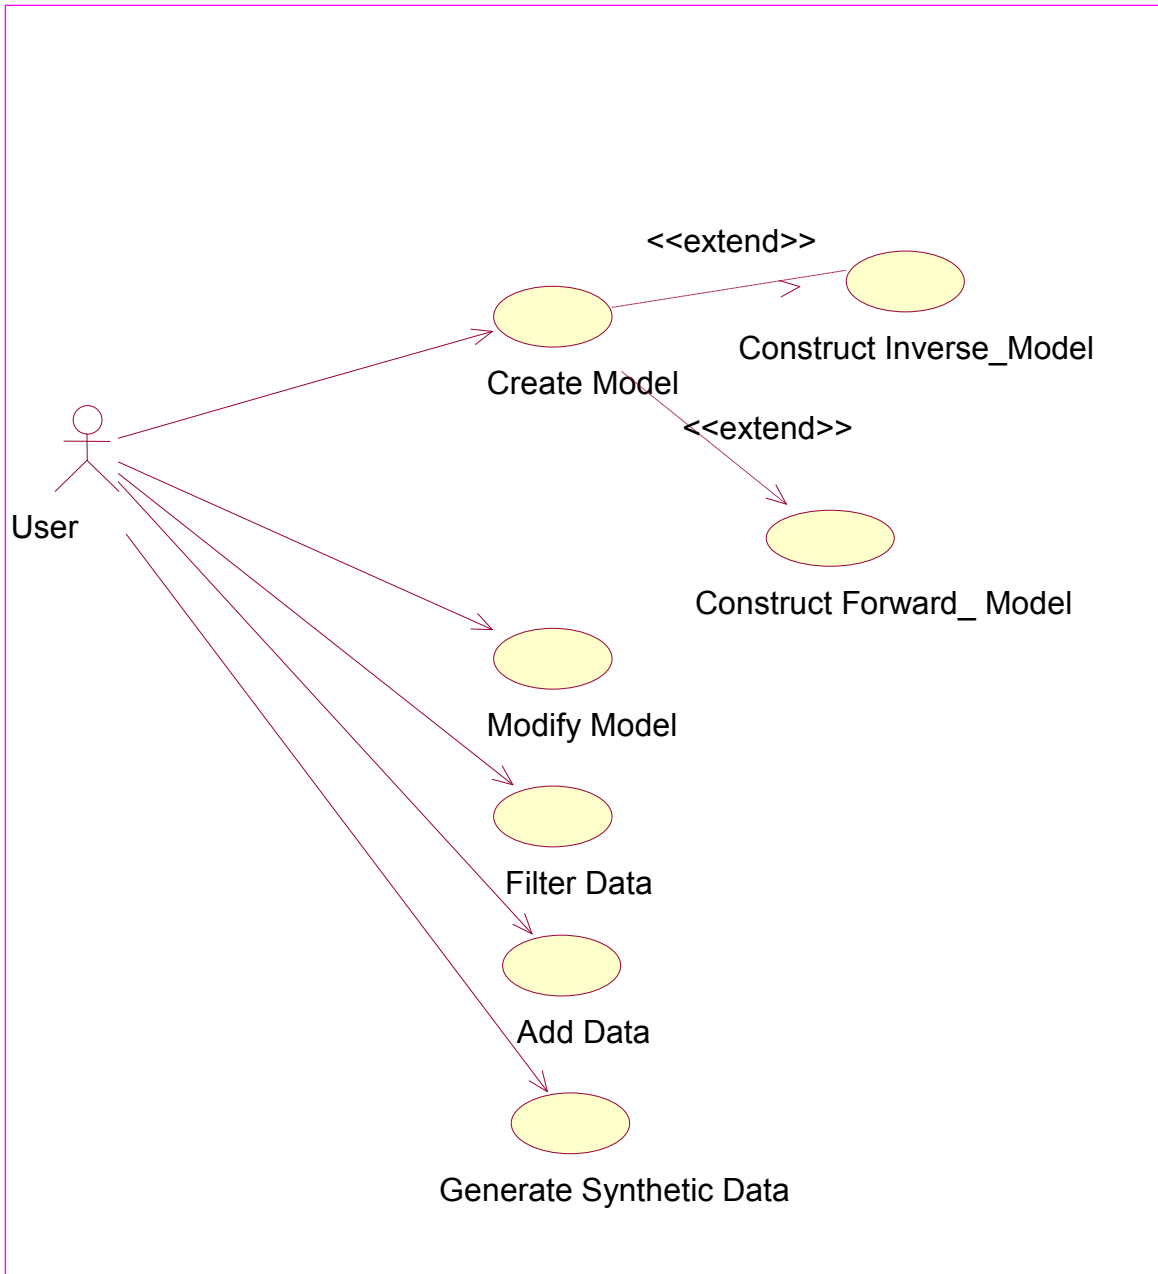 <<extend>>
Construct Inverse_Model
Create Model
<<extend>>
User
Construct Forward_ Model
Modify Model
Filter Data
Add Data
Generate Synthetic Data